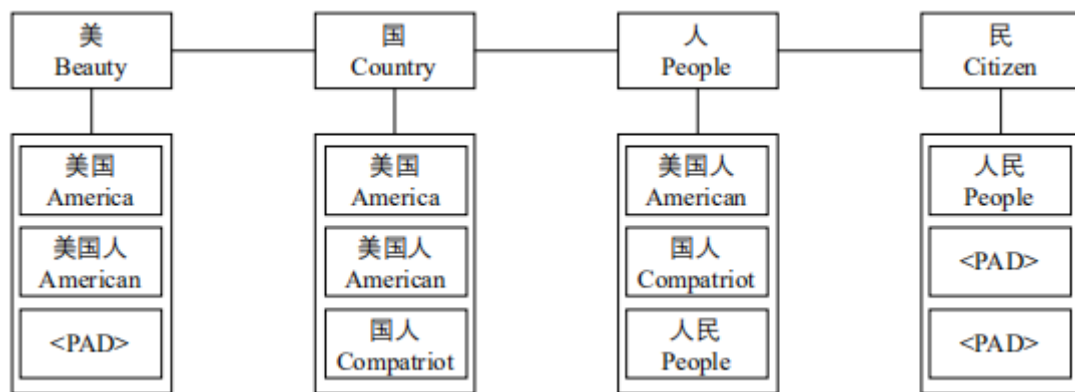 美
Beauty
国
Country
人
People
民
Citizen
美国
America
美国人
American
<PAD>
美国
America
美国人
American
国人
Compatriot
美国人
American
国人
Compatriot
人民
People
人民
People
<PAD>
<PAD>